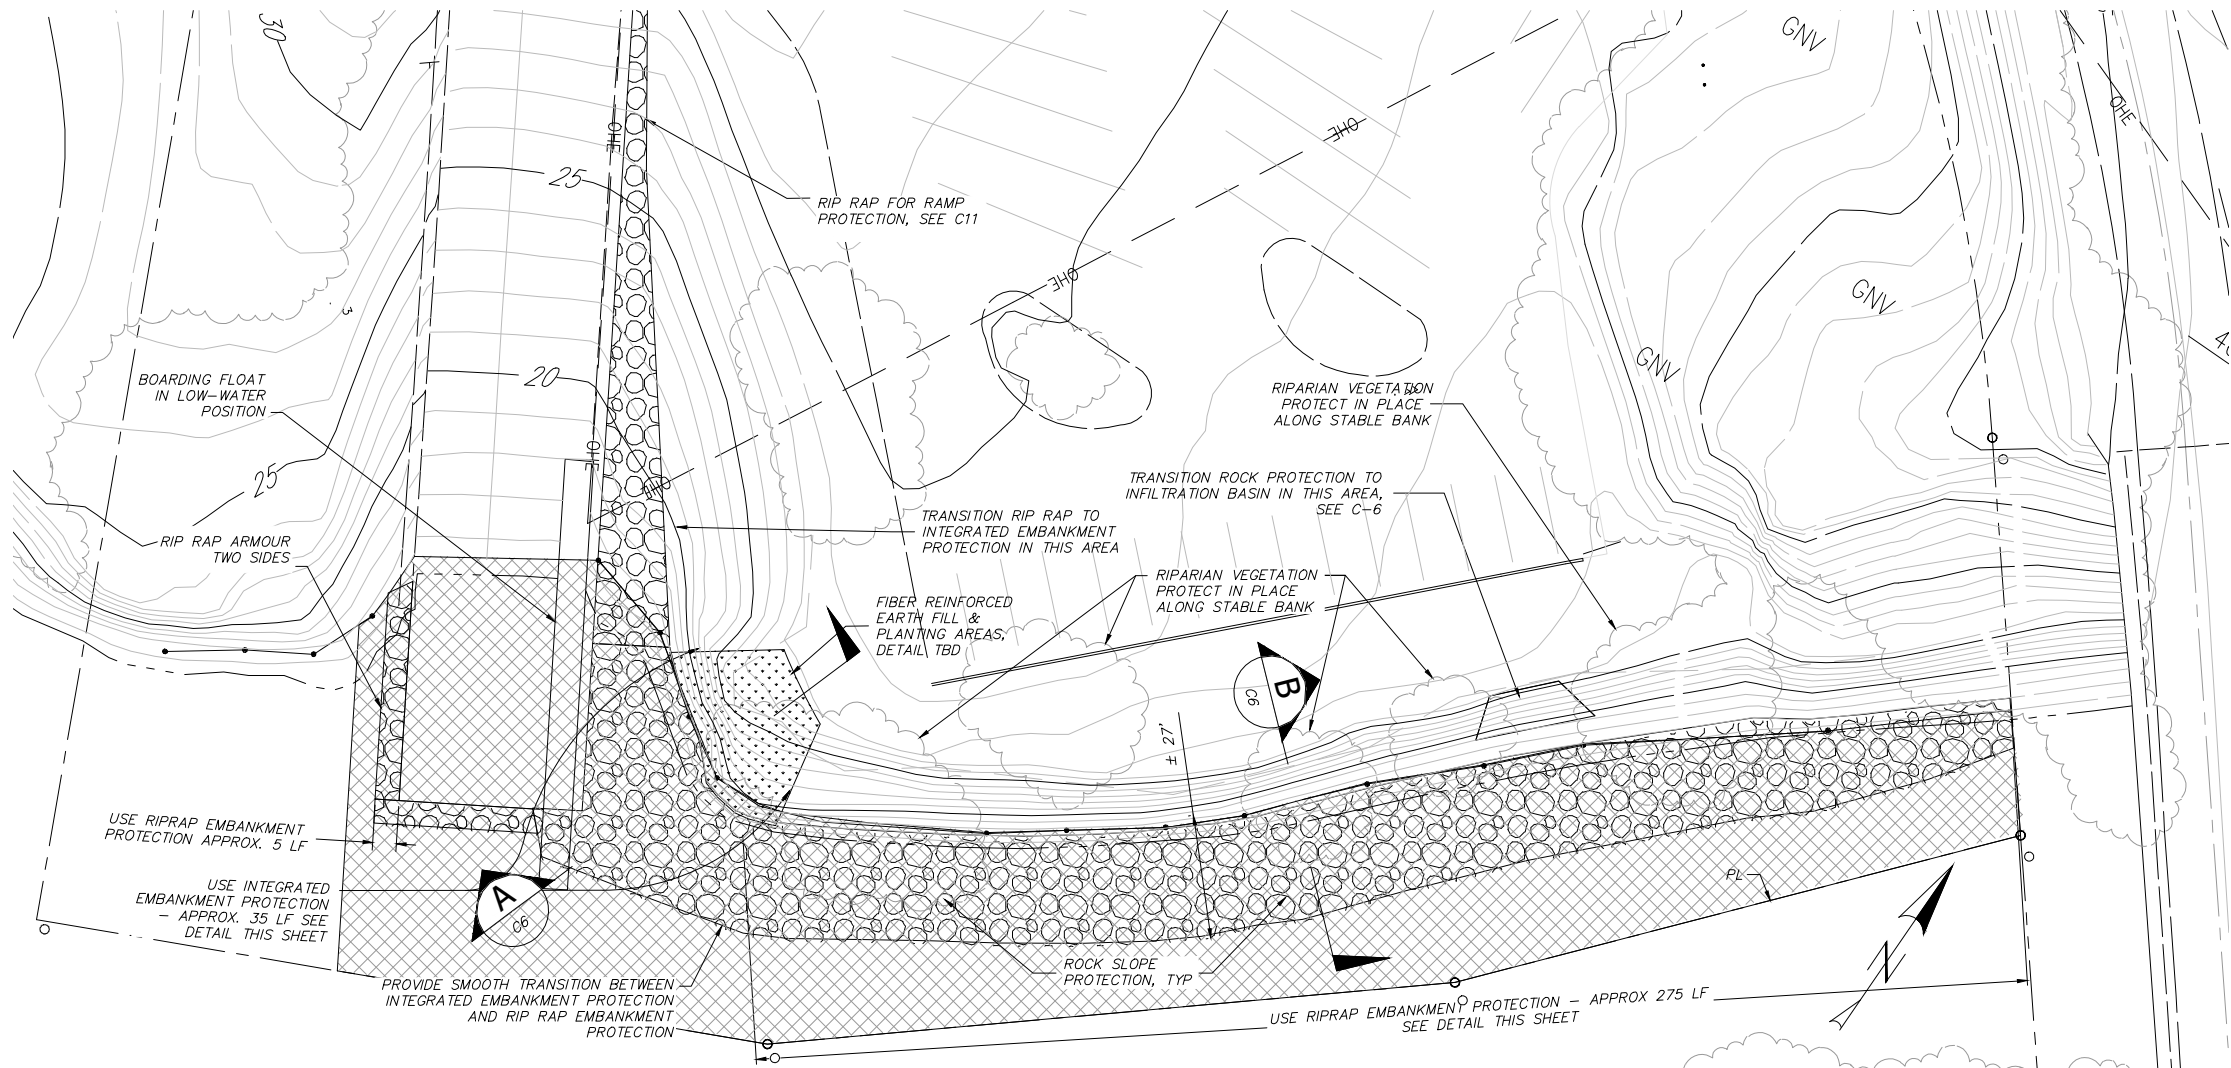 30
GNV
OHE
OHE
OHE
25
RIP RAP FOR RAMP
PROTECTION, SEE C11
OHE
GNV
3
GNV
BOARDING FLOAT
IN LOW-WATER
POSITION
20
RIPARIAN VEGETATION
PROTECT IN PLACE
ALONG STABLE BANK
OHE
25
OHE
TRANSITION ROCK PROTECTION TO
INFILTRATION BASIN IN THIS AREA,
SEE C-6
TRANSITION RIP RAP TO
INTEGRATED EMBANKMENT
PROTECTION IN THIS AREA
RIP RAP ARMOUR
TWO SIDES
RIPARIAN VEGETATION
PROTECT IN PLACE
ALONG STABLE BANK
FIBER REINFORCED
EARTH FILL &
PLANTING AREAS,
DETAIL TBD
B
C6
± 27'
USE RIPRAP EMBANKMENT
PROTECTION APPROX. 5 LF
USE INTEGRATED
EMBANKMENT PROTECTION
- APPROX. 35 LF SEE
DETAIL THIS SHEET
A
C6
PL
PROVIDE SMOOTH TRANSITION BETWEEN
INTEGRATED EMBANKMENT PROTECTION
AND RIP RAP EMBANKMENT
PROTECTION
ROCK SLOPE
PROTECTION, TYP
N
USE RIPRAP EMBANKMENT PROTECTION - APPROX 275 LF
SEE DETAIL THIS SHEET